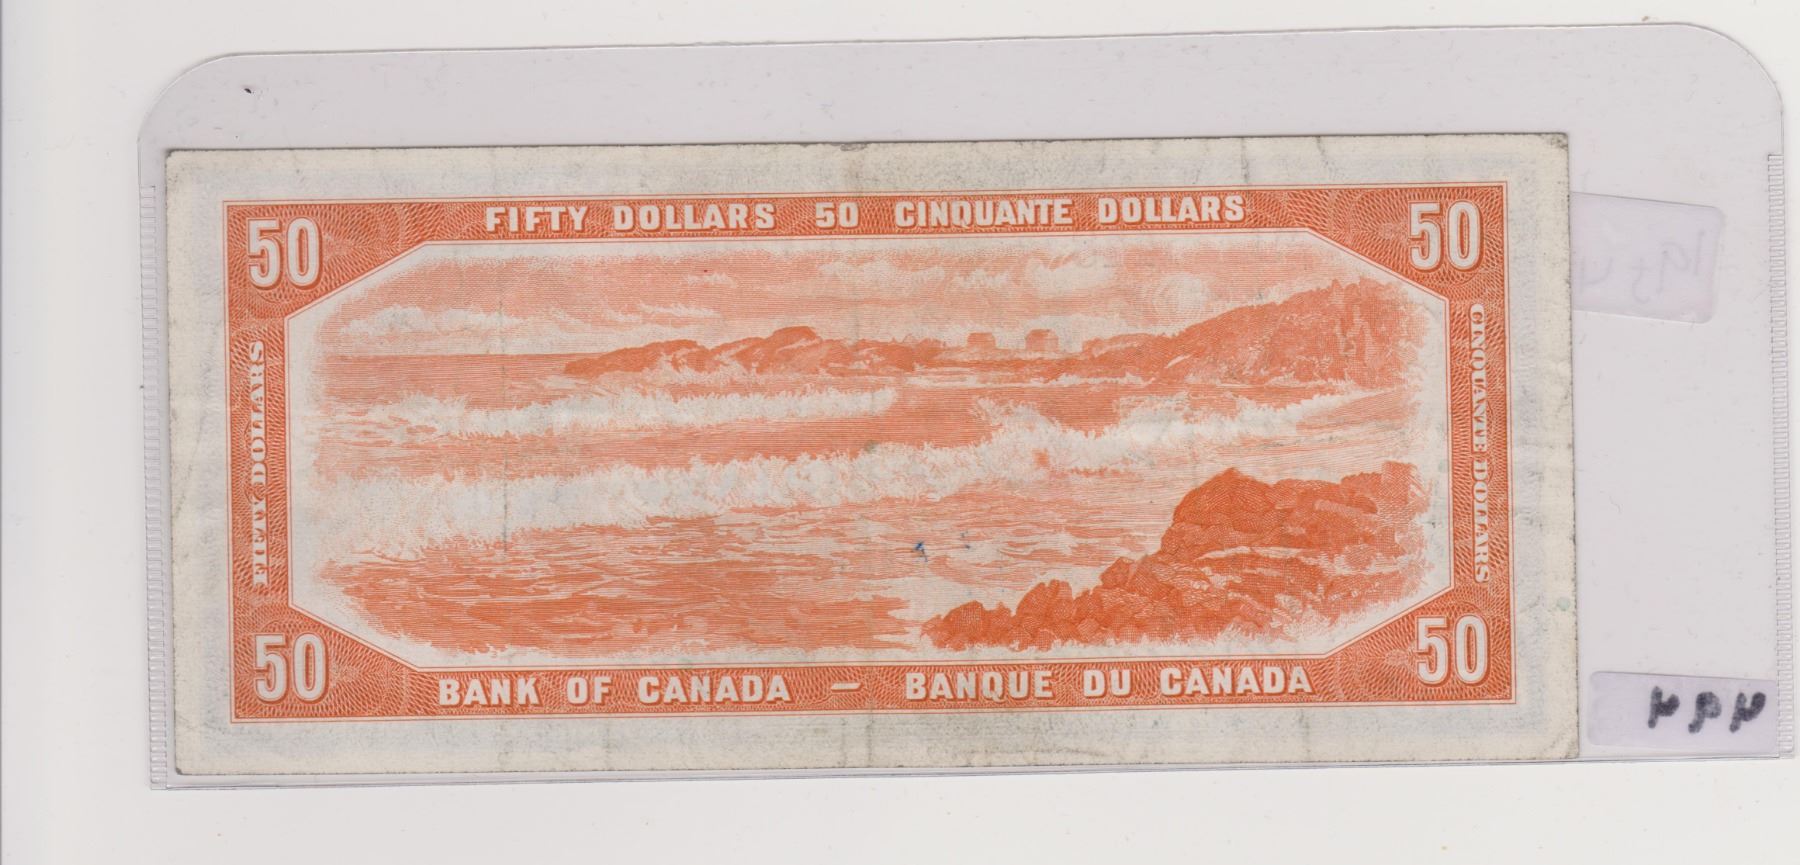 50 FIFTY DOLLARS 50 CINQUANTE DOLLARS 50
FIFTY DOLLARS
CINQUANTE DOLLARS
50 BANK OF CANADA — BANQUE DU CANADA 50